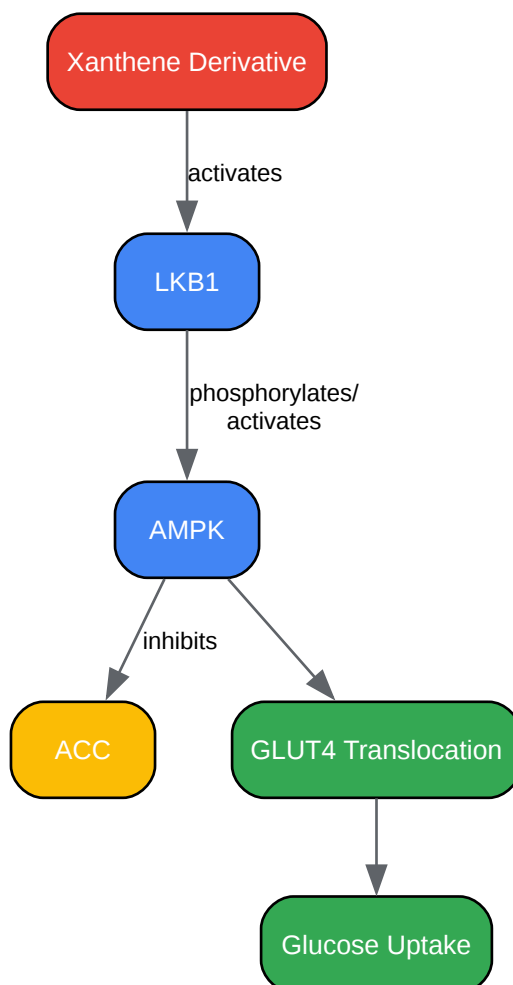 Xanthene Derivative
activates
LKB1
phosphorylates/
activates
AMPK
inhibits
ACC
GLUT4 Translocation
Glucose Uptake